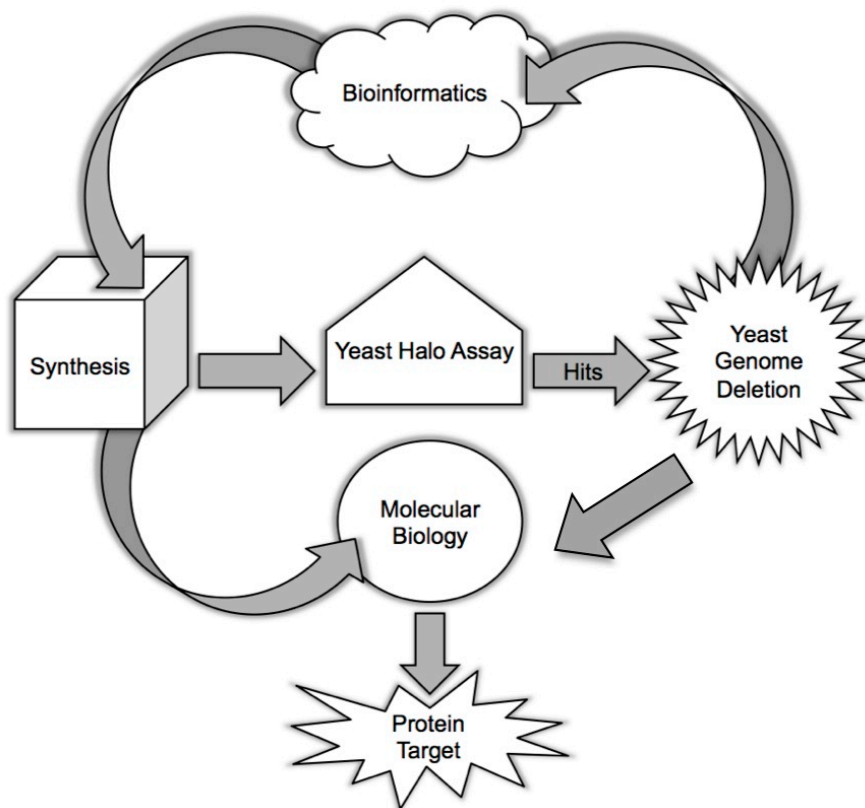 Bioinformatics
Synthesis
Yeast Halo Assay
Hits
Yeast
Genome
Deletion
Molecular
Biology
Protein
Target